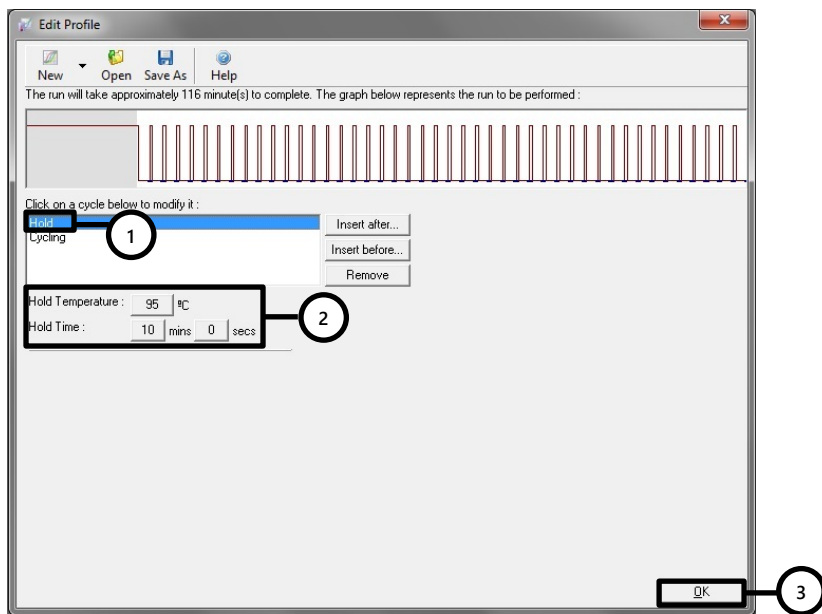 Edit Profile
New Open Save As Help
The run will take approximately 116 minute(s) to complete. The graph below represents the run to be performed :
Click on a cycle below to modify it :
Hold
Cycling
Insert after...
Insert before...
Remove
1
Hold Temperature : 95 ºC
Hold Time : 10 mins 0 secs
2
OK
3